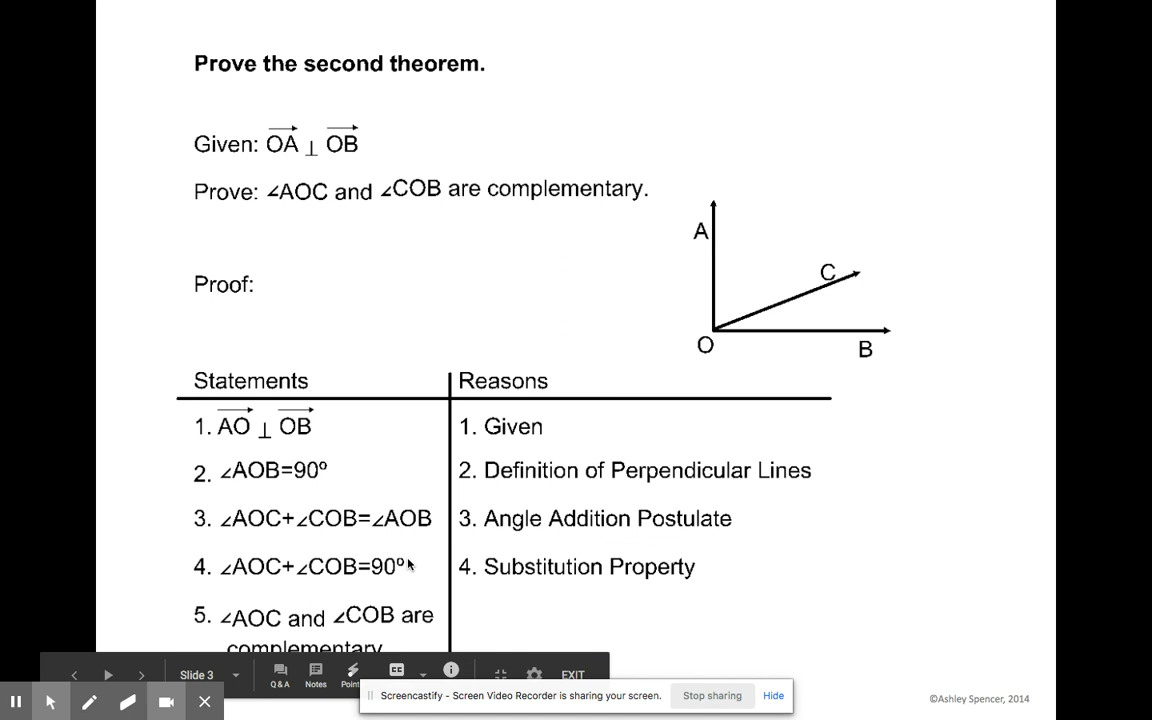 Prove the second theorem.
Given: OA ⊥ OB
Prove: ∠AOC and ∠COB are complementary.
A
C
Proof:
O
B
Statements Reasons
1. AO ⊥ OB 1. Given
2. ∠AOB=90º 2. Definition of Perpendicular Lines
3. ∠AOC+∠COB=∠AOB 3. Angle Addition Postulate
4. ∠AOC+∠COB=90º 4. Substitution Property
5. ∠AOC and ∠COB are
complementary
Slide 3 Q&A Notes CC EXIT
Screencastify - Screen Video Recorder is sharing your screen. Stop sharing Hide
©Ashley Spencer, 2014